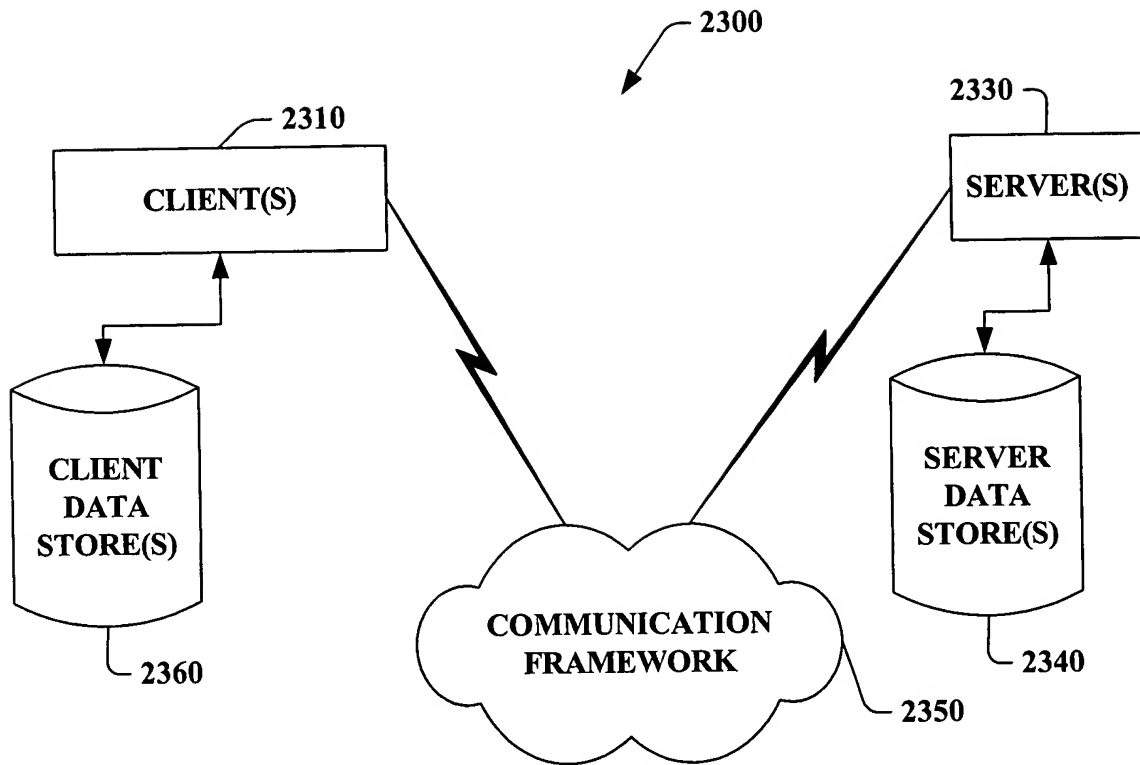 2300
2310
2330
CLIENT(S)
SERVER(S)
CLIENT
DATA
STORE(S)
SERVER
DATA
STORE(S)
COMMUNICATION
FRAMEWORK
2360
2340
2350